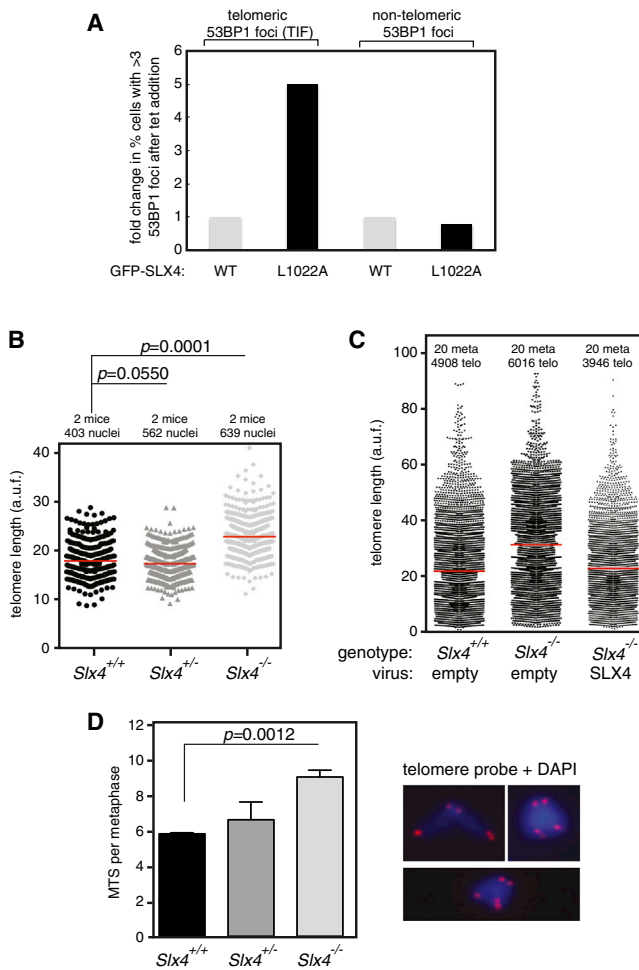 A
telomeric
53BP1 foci (TIF)
non-telomeric
53BP1 foci
fold change in % cells with >3
53BP1 foci after tet addition
6
5
4
3
2
1
0
GFP-SLX4: WT L1022A WT L1022A
B
p=0.0001
p=0.0550
2 mice
403 nuclei
2 mice
562 nuclei
2 mice
639 nuclei
telomere length (a.u.f.)
40
30
20
10
0
Slx4+/+ Slx4+/- Slx4-/-
C
20 meta
4908 telo
20 meta
6016 telo
20 meta
3946 telo
telomere length (a.u.f.)
100
80
60
40
20
0
genotype: Slx4+/+ Slx4-/- Slx4-/-
virus: empty empty SLX4
D
p=0.0012
MTS per metaphase
12
10
8
6
4
2
0
Slx4+/+ Slx4+/- Slx4-/-
telomere probe + DAPI